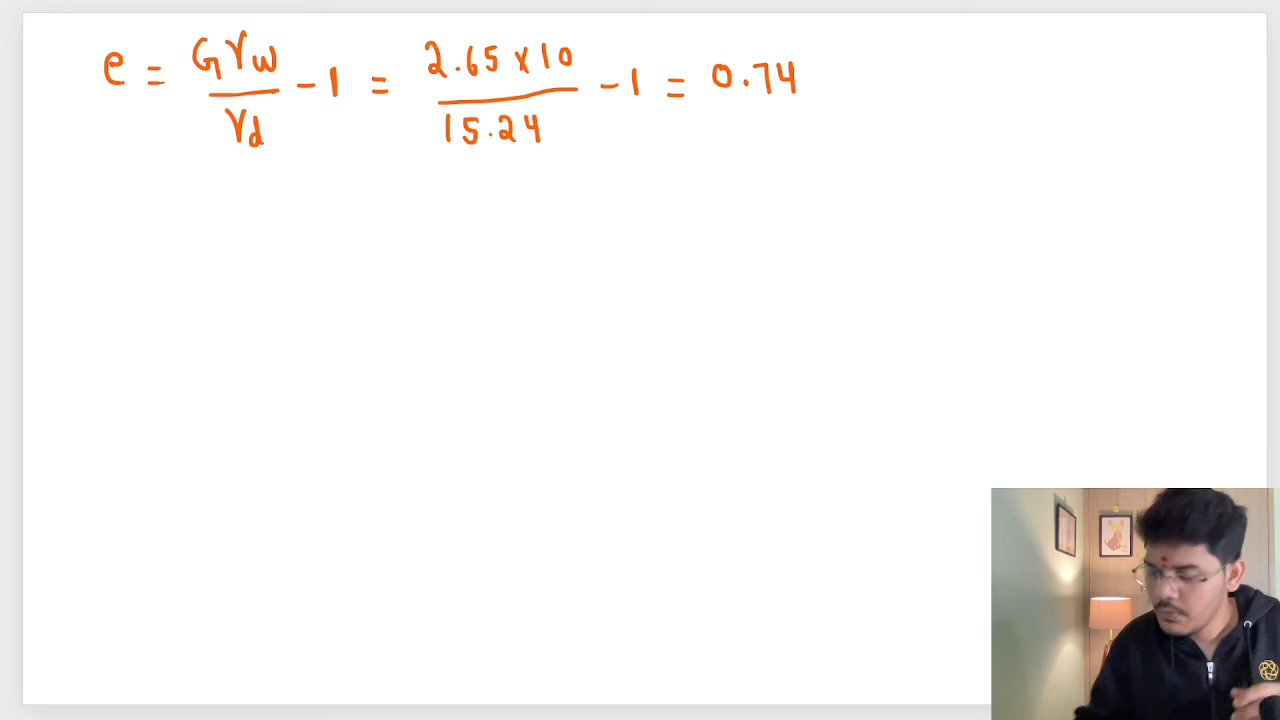 e = Gγw/γd - 1 = 2.65 × 10/15.24 - 1 = 0.74